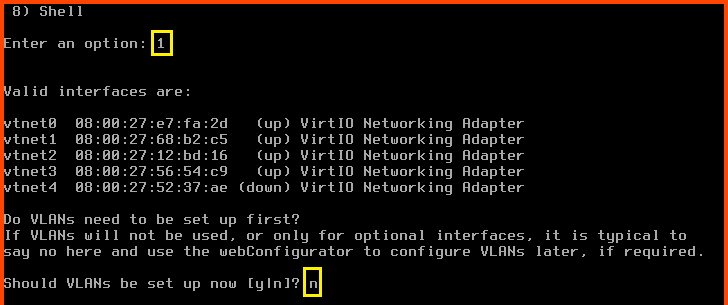 8) Shell
Enter an option: 1
Valid interfaces are:
vtnet0 08:00:27:e7:fa:2d (up) VirtIO Networking Adapter
vtnet1 08:00:27:68:b2:c5 (up) VirtIO Networking Adapter
vtnet2 08:00:27:12:bd:16 (up) VirtIO Networking Adapter
vtnet3 08:00:27:56:54:c9 (up) VirtIO Networking Adapter
vtnet4 08:00:27:52:37:ae (down) VirtIO Networking Adapter
Do VLANs need to be set up first?
If VLANs will not be used, or only for optional interfaces, it is typical to
say no here and use the webConfigurator to configure VLANs later, if required.
Should VLANs be set up now [y|n]? n